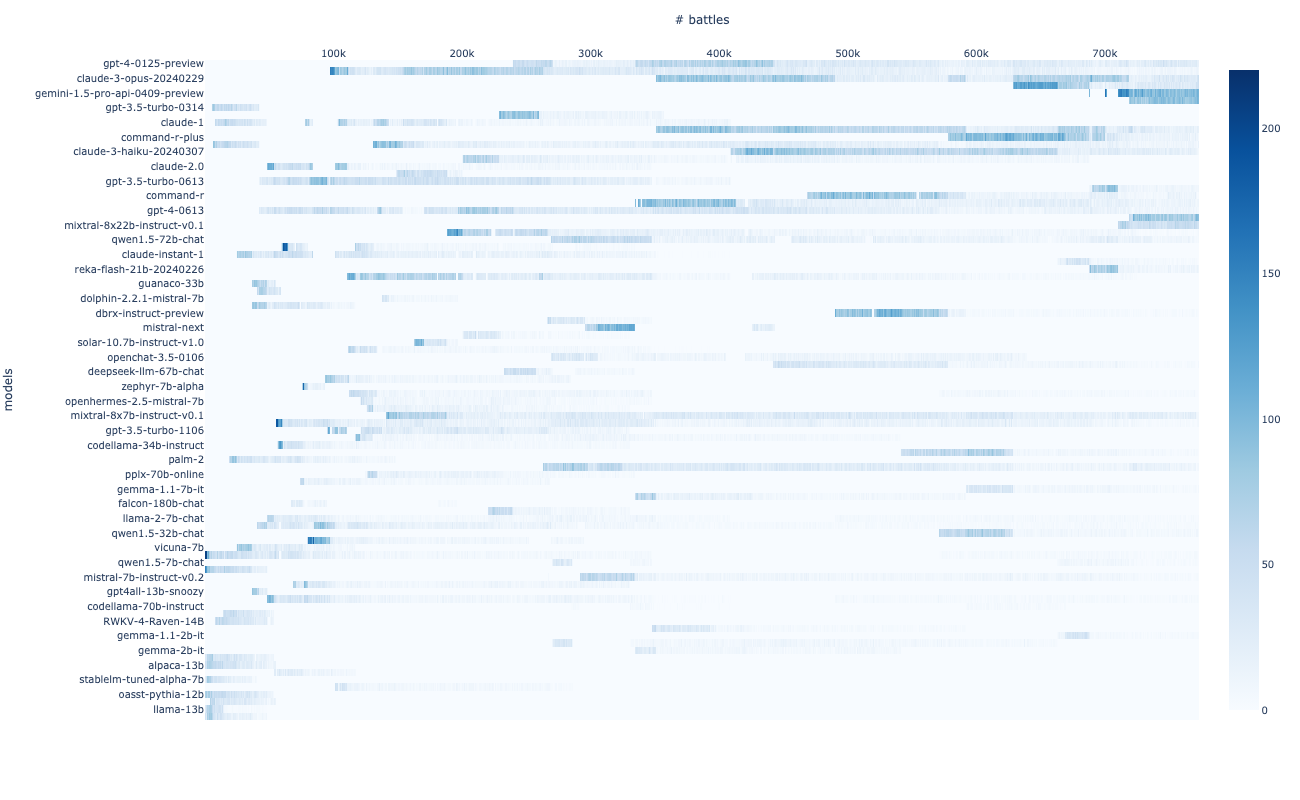 # battles
100k 200k 300k 400k 500k 600k 700k
gpt-4-0125-preview
claude-3-opus-20240229
gemini-1.5-pro-api-0409-preview
gpt-3.5-turbo-0314
claude-1
command-r-plus
claude-3-haiku-20240307
claude-2.0
gpt-3.5-turbo-0613
command-r
gpt-4-0613
mixtral-8x22b-instruct-v0.1
qwen1.5-72b-chat
claude-instant-1
reka-flash-21b-20240226
guanaco-33b
dolphin-2.2.1-mistral-7b
dbrx-instruct-preview
mistral-next
solar-10.7b-instruct-v1.0
openchat-3.5-0106
deepseek-llm-67b-chat
zephyr-7b-alpha
openhermes-2.5-mistral-7b
mixtral-8x7b-instruct-v0.1
gpt-3.5-turbo-1106
codellama-34b-instruct
palm-2
pplx-70b-online
gemma-1.1-7b-it
falcon-180b-chat
llama-2-7b-chat
qwen1.5-32b-chat
vicuna-7b
qwen1.5-7b-chat
mistral-7b-instruct-v0.2
gpt4all-13b-snoozy
codellama-70b-instruct
RWKV-4-Raven-14B
gemma-1.1-2b-it
gemma-2b-it
alpaca-13b
stablelm-tuned-alpha-7b
oasst-pythia-12b
llama-13b
models
200
150
100
50
0